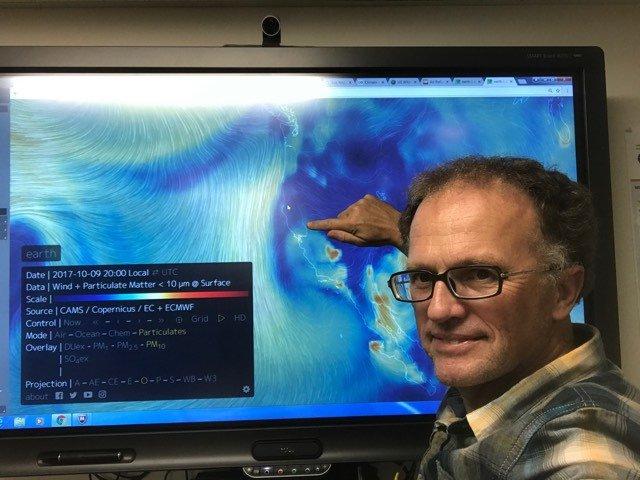 earth
Date | 2017-10-09 20:00 Local ⇄ UTC
Data | Wind + Particulate Matter < 10 µm @ Surface
Scale |
Source | CAMS / Copernicus / EC + ECMWF
Control | Now « – ‹ – › – » Grid ▷ HD
Mode | Air – Ocean – Chem – Particulates
Overlay | DUex – PM₁ – PM₂.₅ – PM₁₀
| SO₄ex
|
Projection | A – AE – CE – E – O – P – S – WB – W3
about